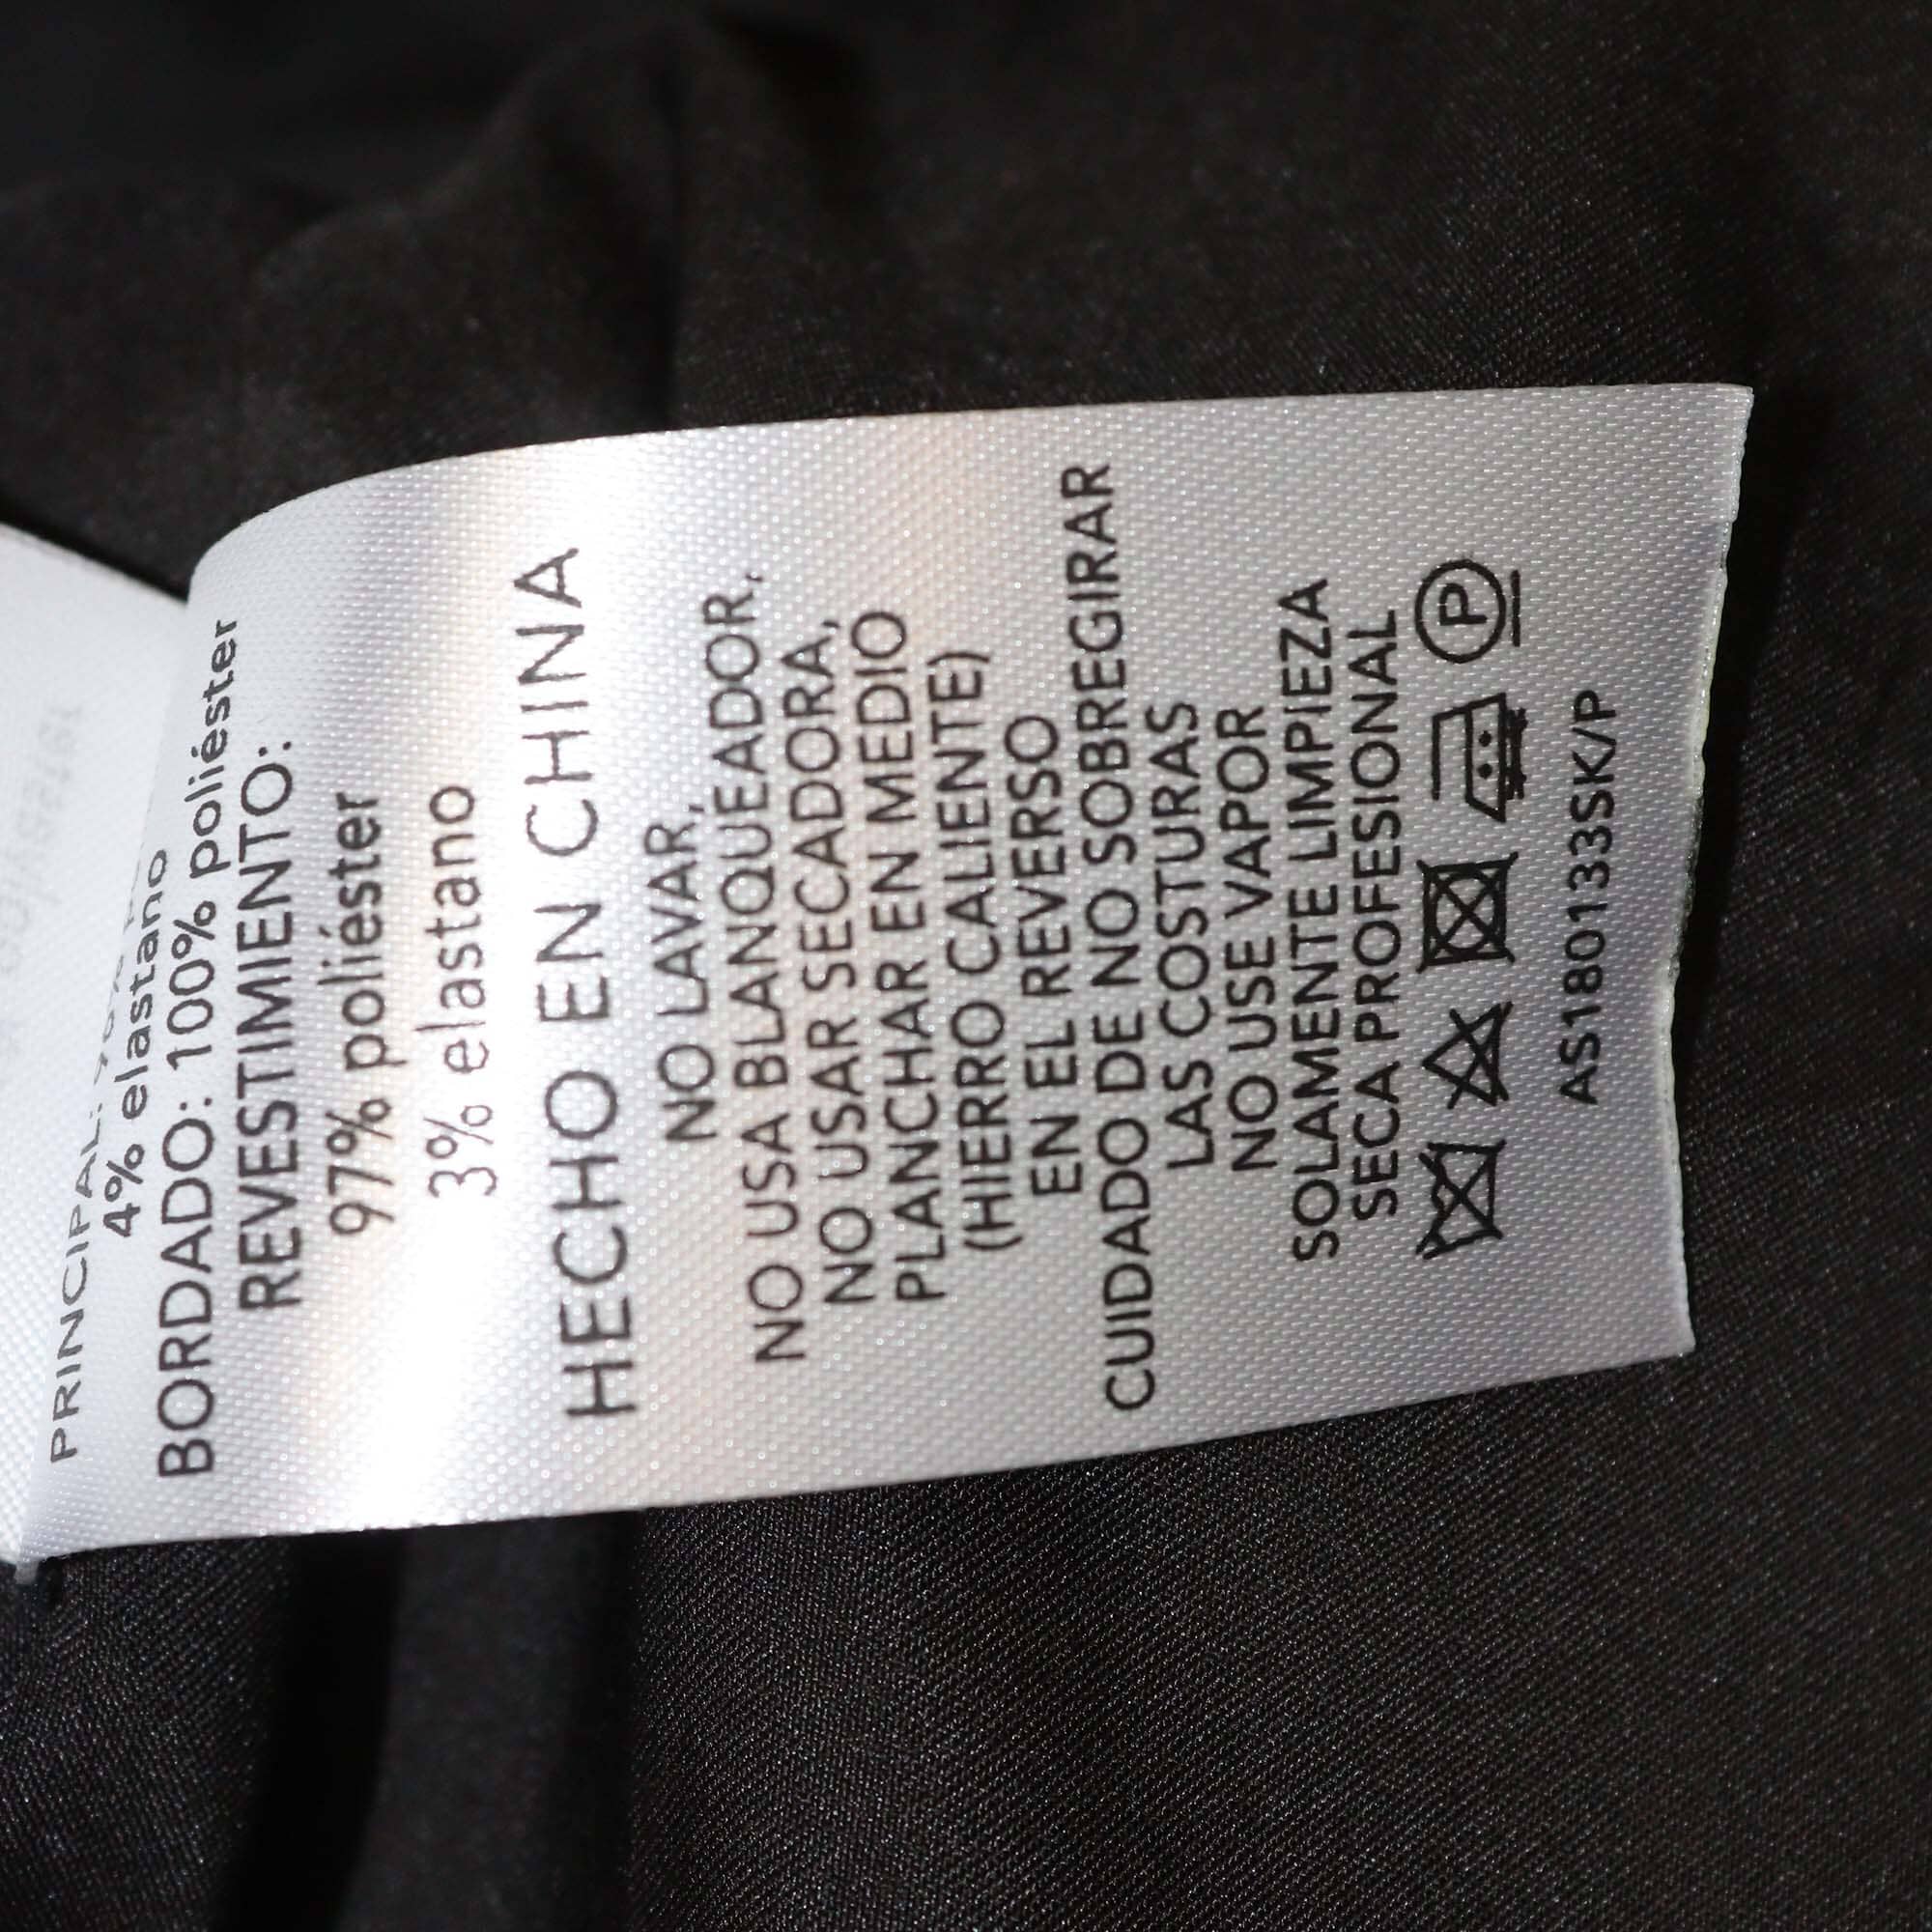 PRINCIPAL:
4% elastano
BORDADO: 100% poliéster
REVESTIMIENTO:
97% poliéster
3% elastano
HECHO EN CHINA
NO LAVAR,
NO USA BLANQUEADOR,
NO USAR SECADORA,
PLANCHAR EN MEDIO
(HIERRO CALIENTE)
EN EL REVERSO
CUIDADO DE NO SOBREGIRAR
LAS COSTURAS
NO USE VAPOR
SOLAMENTE LIMPIEZA
SECA PROFESIONAL
P
AS180133SK/P